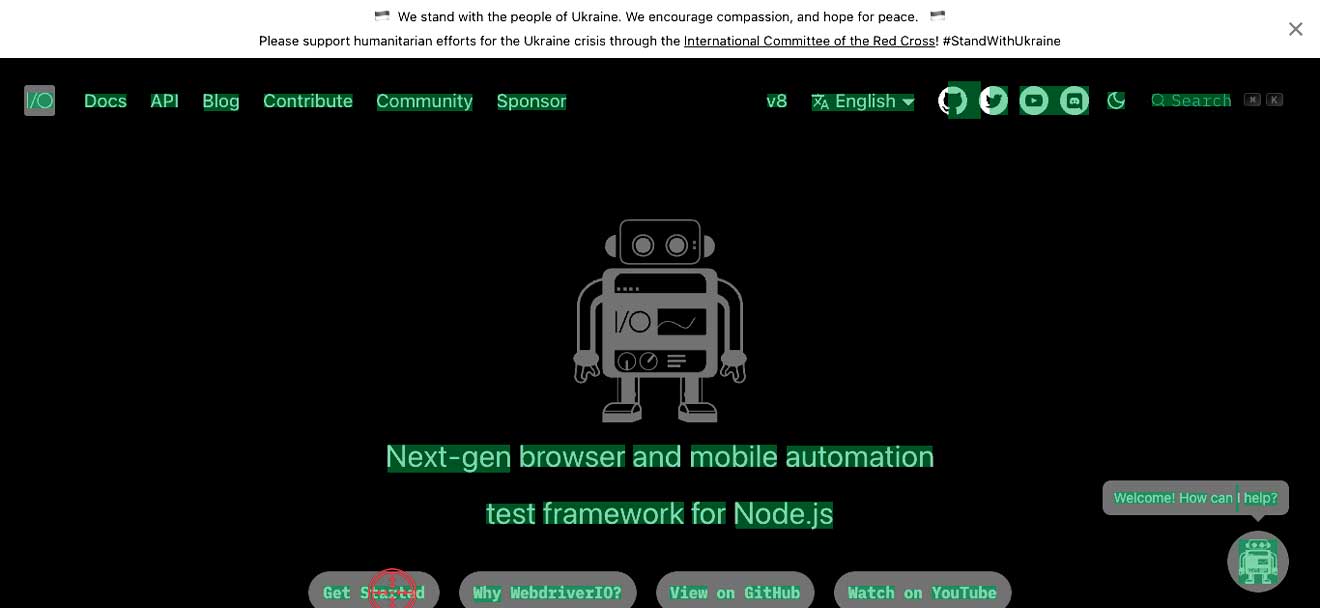 We stand with the people of Ukraine. We encourage compassion, and hope for peace.
Please support humanitarian efforts for the Ukraine crisis through the International Committee of the Red Cross! #StandWithUkraine
I/O Docs API Blog Contribute Community Sponsor v8 English Search ⌘ K
I/O
Next-gen browser and mobile automation
test framework for Node.js
Welcome! How can I help?
Get Started Why WebdriverIO? View on GitHub Watch on YouTube